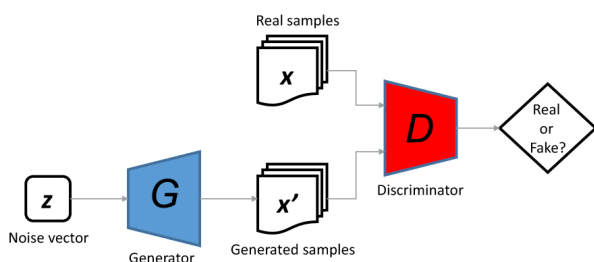 Real samples
x
D
Real
or
Fake?
Discriminator
z
G
x'
Noise vector
Generator
Generated samples